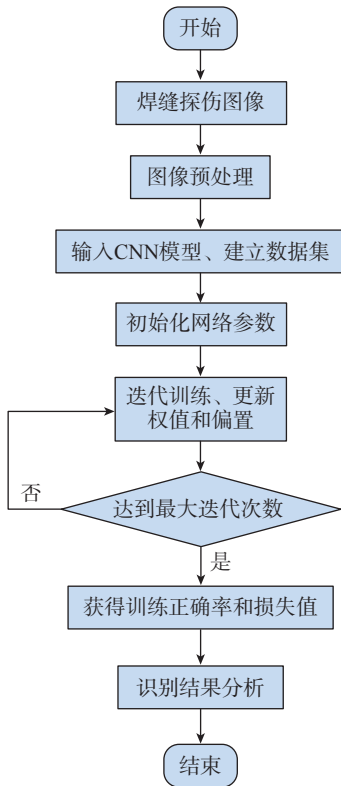 开始
焊缝探伤图像
图像预处理
输入CNN模型、建立数据集
初始化网络参数
迭代训练、更新
权值和偏置
否
达到最大迭代次数
是
获得训练正确率和损失值
识别结果分析
结束